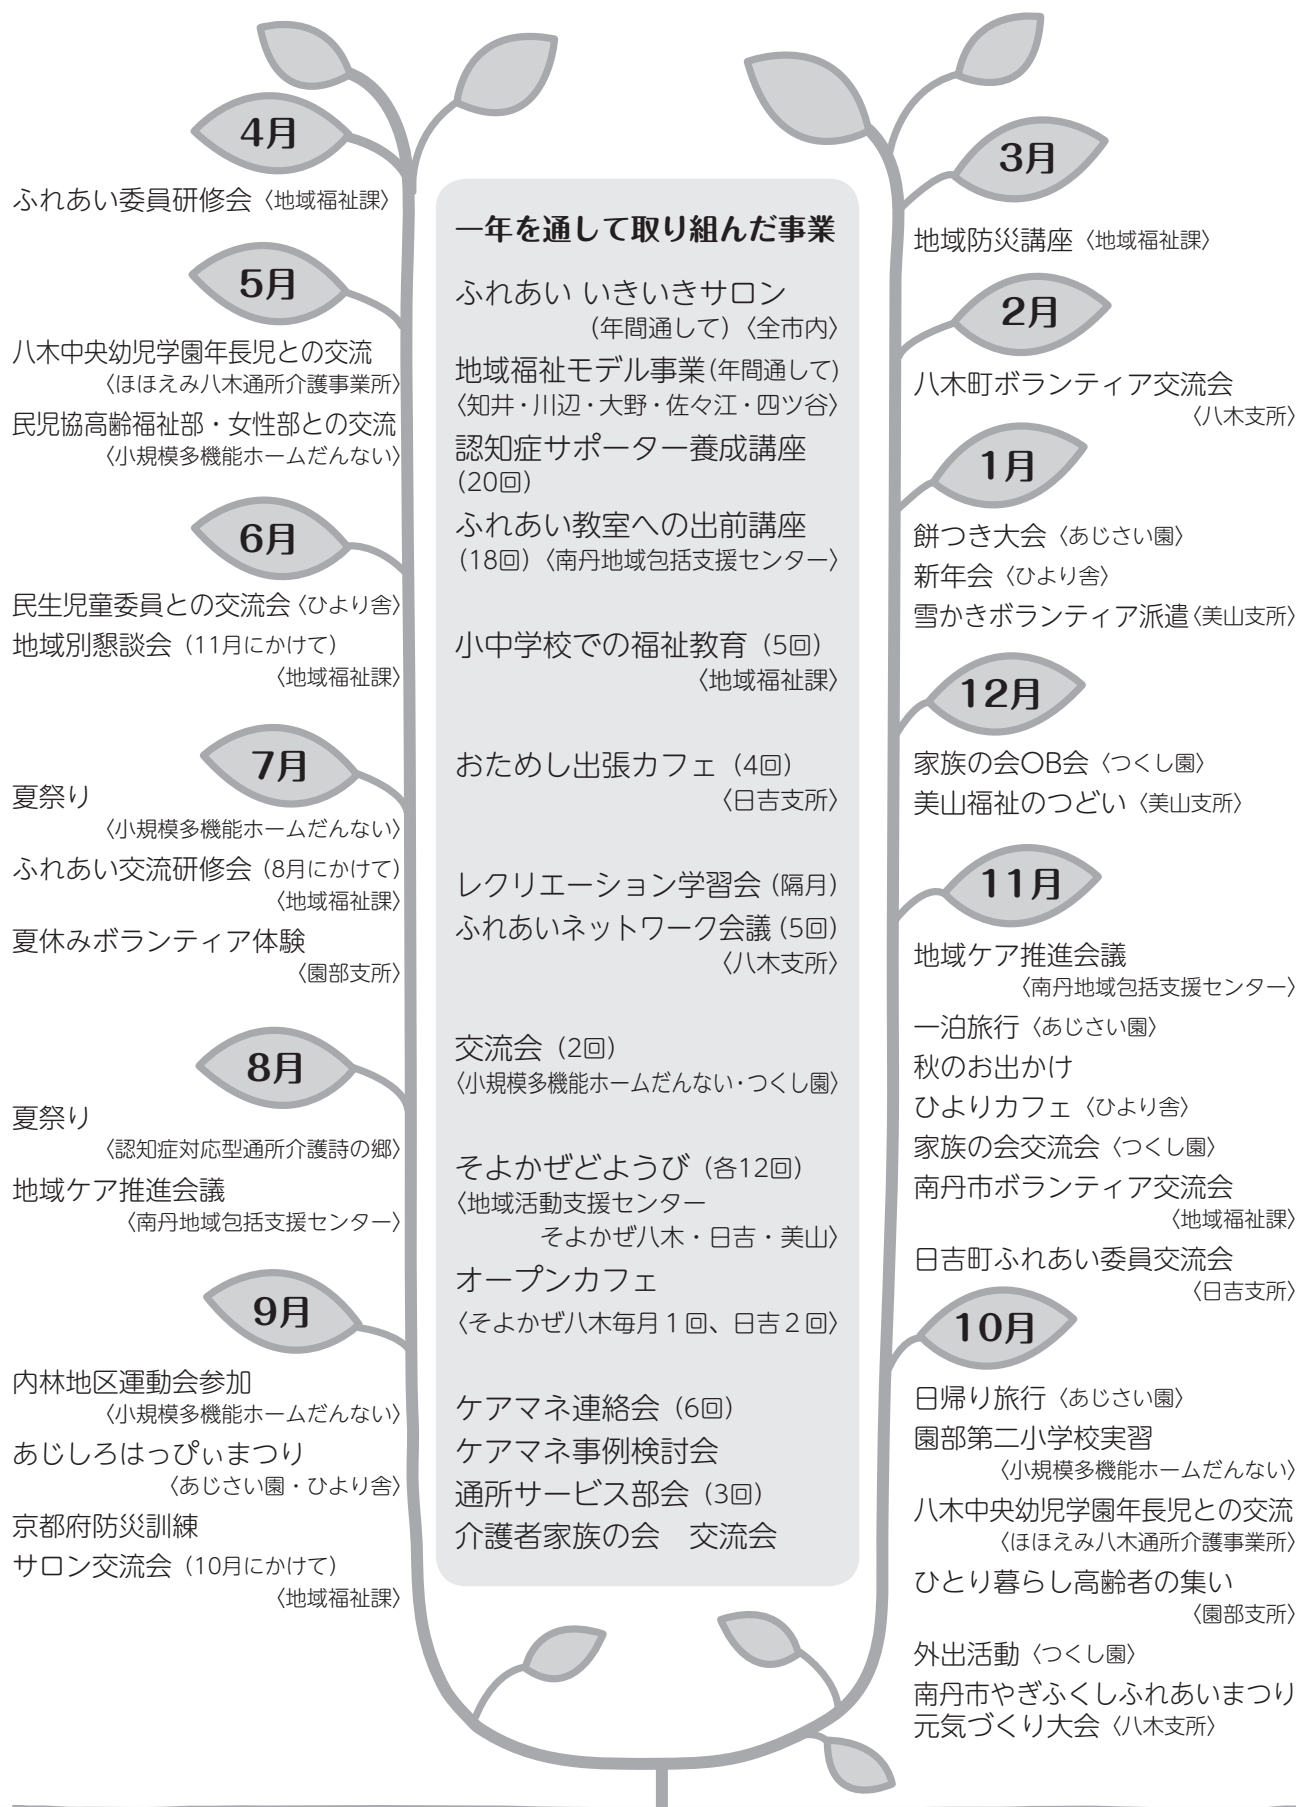 4月
ふれあい委員研修会〈地域福祉課〉
5月
八木中央幼児学園年長児との交流
〈ほほえみ八木通所介護事業所〉
民児協高齢福祉部・女性部との交流
〈小規模多機能ホームだんない〉
6月
民生児童委員との交流会〈ひより舎〉
地域別懇談会（11月にかけて）
〈地域福祉課〉
7月
夏祭り
〈小規模多機能ホームだんない〉
ふれあい交流研修会（8月にかけて）
〈地域福祉課〉
夏休みボランティア体験
〈園部支所〉
8月
夏祭り
〈認知症対応型通所介護詩の郷〉
地域ケア推進会議
〈南丹地域包括支援センター〉
9月
内林地区運動会参加
〈小規模多機能ホームだんない〉
あじしろはっぴぃまつり
〈あじさい園・ひより舎〉
京都府防災訓練
サロン交流会（10月にかけて）
〈地域福祉課〉
一年を通して取り組んだ事業
ふれあい いきいきサロン
（年間通して）〈全市内〉
地域福祉モデル事業（年間通して）
〈知井・川辺・大野・佐々江・四ツ谷〉
認知症サポーター養成講座
（20回）
ふれあい教室への出前講座
（18回）〈南丹地域包括支援センター〉
小中学校での福祉教育（5回）
〈地域福祉課〉
おためし出張カフェ（4回）
〈日吉支所〉
レクリエーション学習会（隔月）
ふれあいネットワーク会議（5回）
〈八木支所〉
交流会（2回）
〈小規模多機能ホームだんない・つくし園〉
そよかぜどようび（各12回）
〈地域活動支援センター
そよかぜ八木・日吉・美山〉
オープンカフェ
〈そよかぜ八木毎月１回、日吉２回〉
ケアマネ連絡会（6回）
ケアマネ事例検討会
通所サービス部会（3回）
介護者家族の会　交流会
3月
地域防災講座〈地域福祉課〉
2月
八木町ボランティア交流会
〈八木支所〉
1月
餅つき大会〈あじさい園〉
新年会〈ひより舎〉
雪かきボランティア派遣〈美山支所〉
12月
家族の会OB会〈つくし園〉
美山福祉のつどい〈美山支所〉
11月
地域ケア推進会議
〈南丹地域包括支援センター〉
一泊旅行〈あじさい園〉
秋のお出かけ
ひよりカフェ〈ひより舎〉
家族の会交流会〈つくし園〉
南丹市ボランティア交流会
〈地域福祉課〉
日吉町ふれあい委員交流会
〈日吉支所〉
10月
日帰り旅行〈あじさい園〉
園部第二小学校実習
〈小規模多機能ホームだんない〉
八木中央幼児学園年長児との交流
〈ほほえみ八木通所介護事業所〉
ひとり暮らし高齢者の集い
〈園部支所〉
外出活動〈つくし園〉
南丹市やぎふくしふれあいまつり
元気づくり大会〈八木支所〉